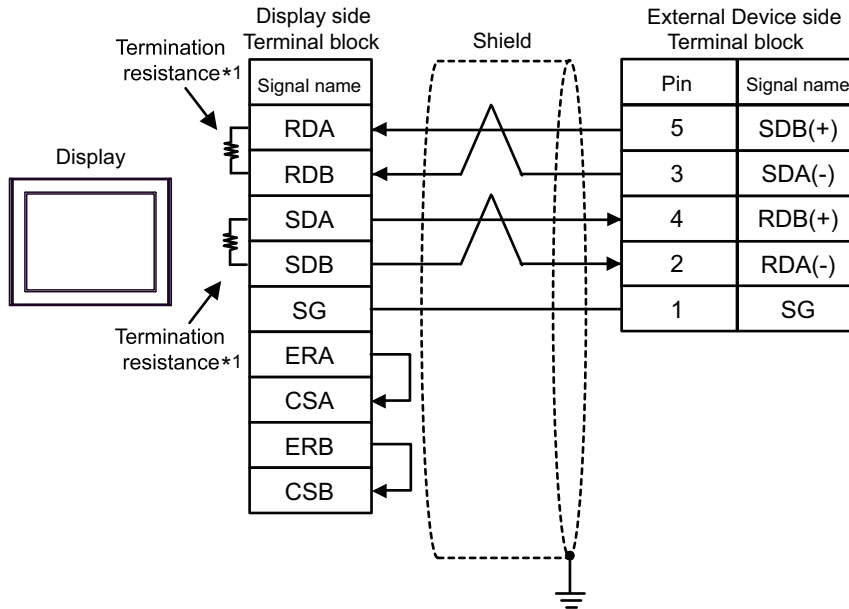 Display side
Terminal block
Shield
External Device side
Terminal block
Termination
resistance*1
Display
Signal name
RDA
RDB
SDA
SDB
SG
ERA
CSA
ERB
CSB
Termination
resistance*1
Pin Signal name
5 SDB(+)
3 SDA(-)
4 RDB(+)
2 RDA(-)
1 SG